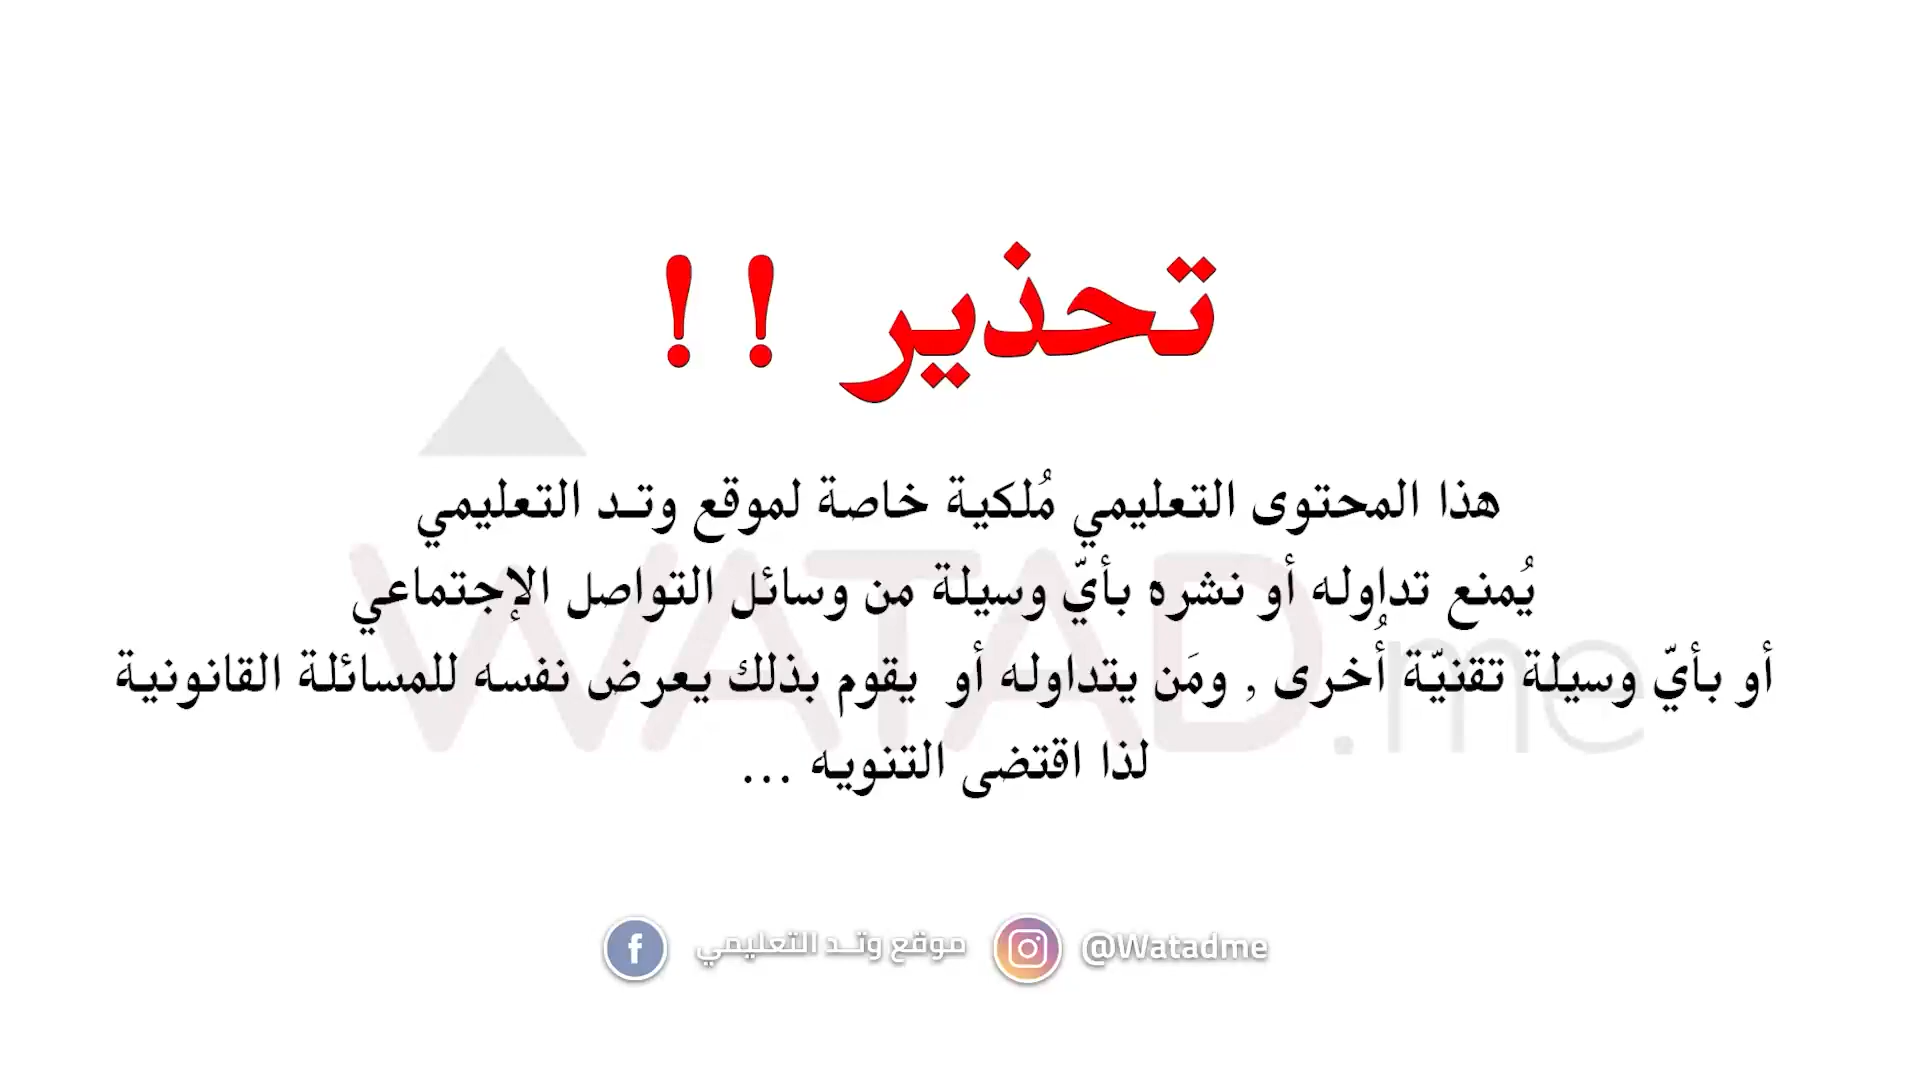 تحذير ! !
هذا المحتوى التعليمي مُلكية خاصة لموقع وتـد التعليمي
يُمنع تداوله أو نشره بأيّ وسيلة من وسائل التواصل الإجتماعي
أو بأيّ وسيلة تقنيّة أُخرى , ومَن يتداوله أو يقوم بذلك يعرض نفسه للمسائلة القانونية
لذا اقتضى التنويه ...
WATAD.me
موقع وتـد التعليمي @Watadme